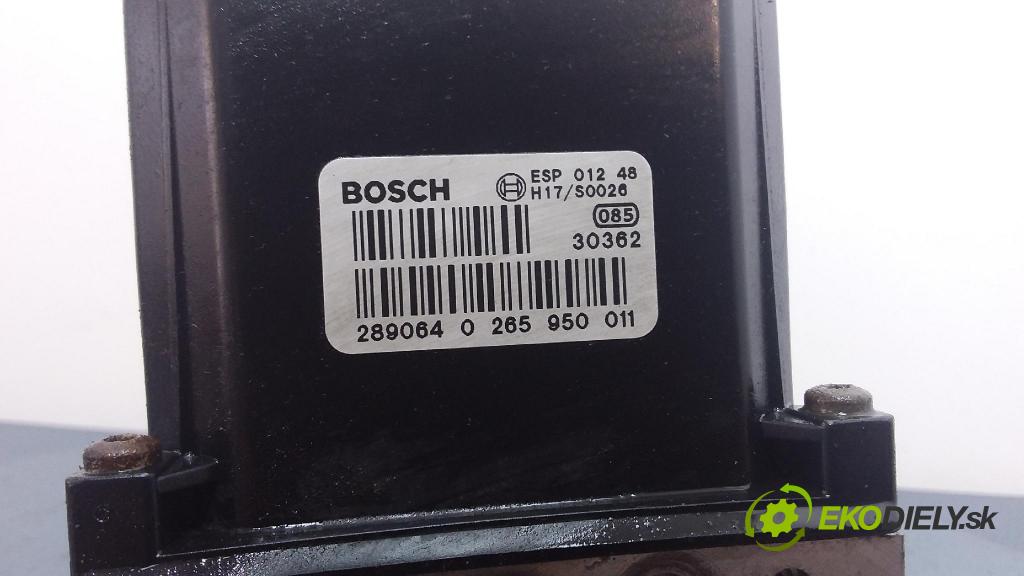 BOSCH
ESP 012 48
H17/S0026
085
30362
289064 0 265 950 011
EKODIELY.sk